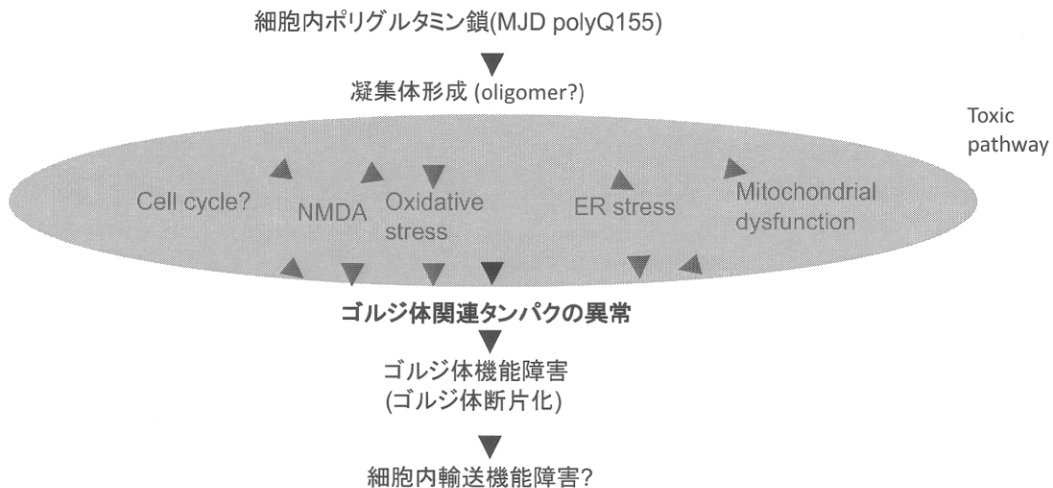 細胞内ポリグルタミン鎖(MJD polyQ155)
凝集体形成 (oligomer?)
Toxic
pathway
Cell cycle?
NMDA
Oxidative
stress
ER stress
Mitochondrial
dysfunction
ゴルジ体関連タンパクの異常
ゴルジ体機能障害
(ゴルジ体断片化)
細胞内輸送機能障害?